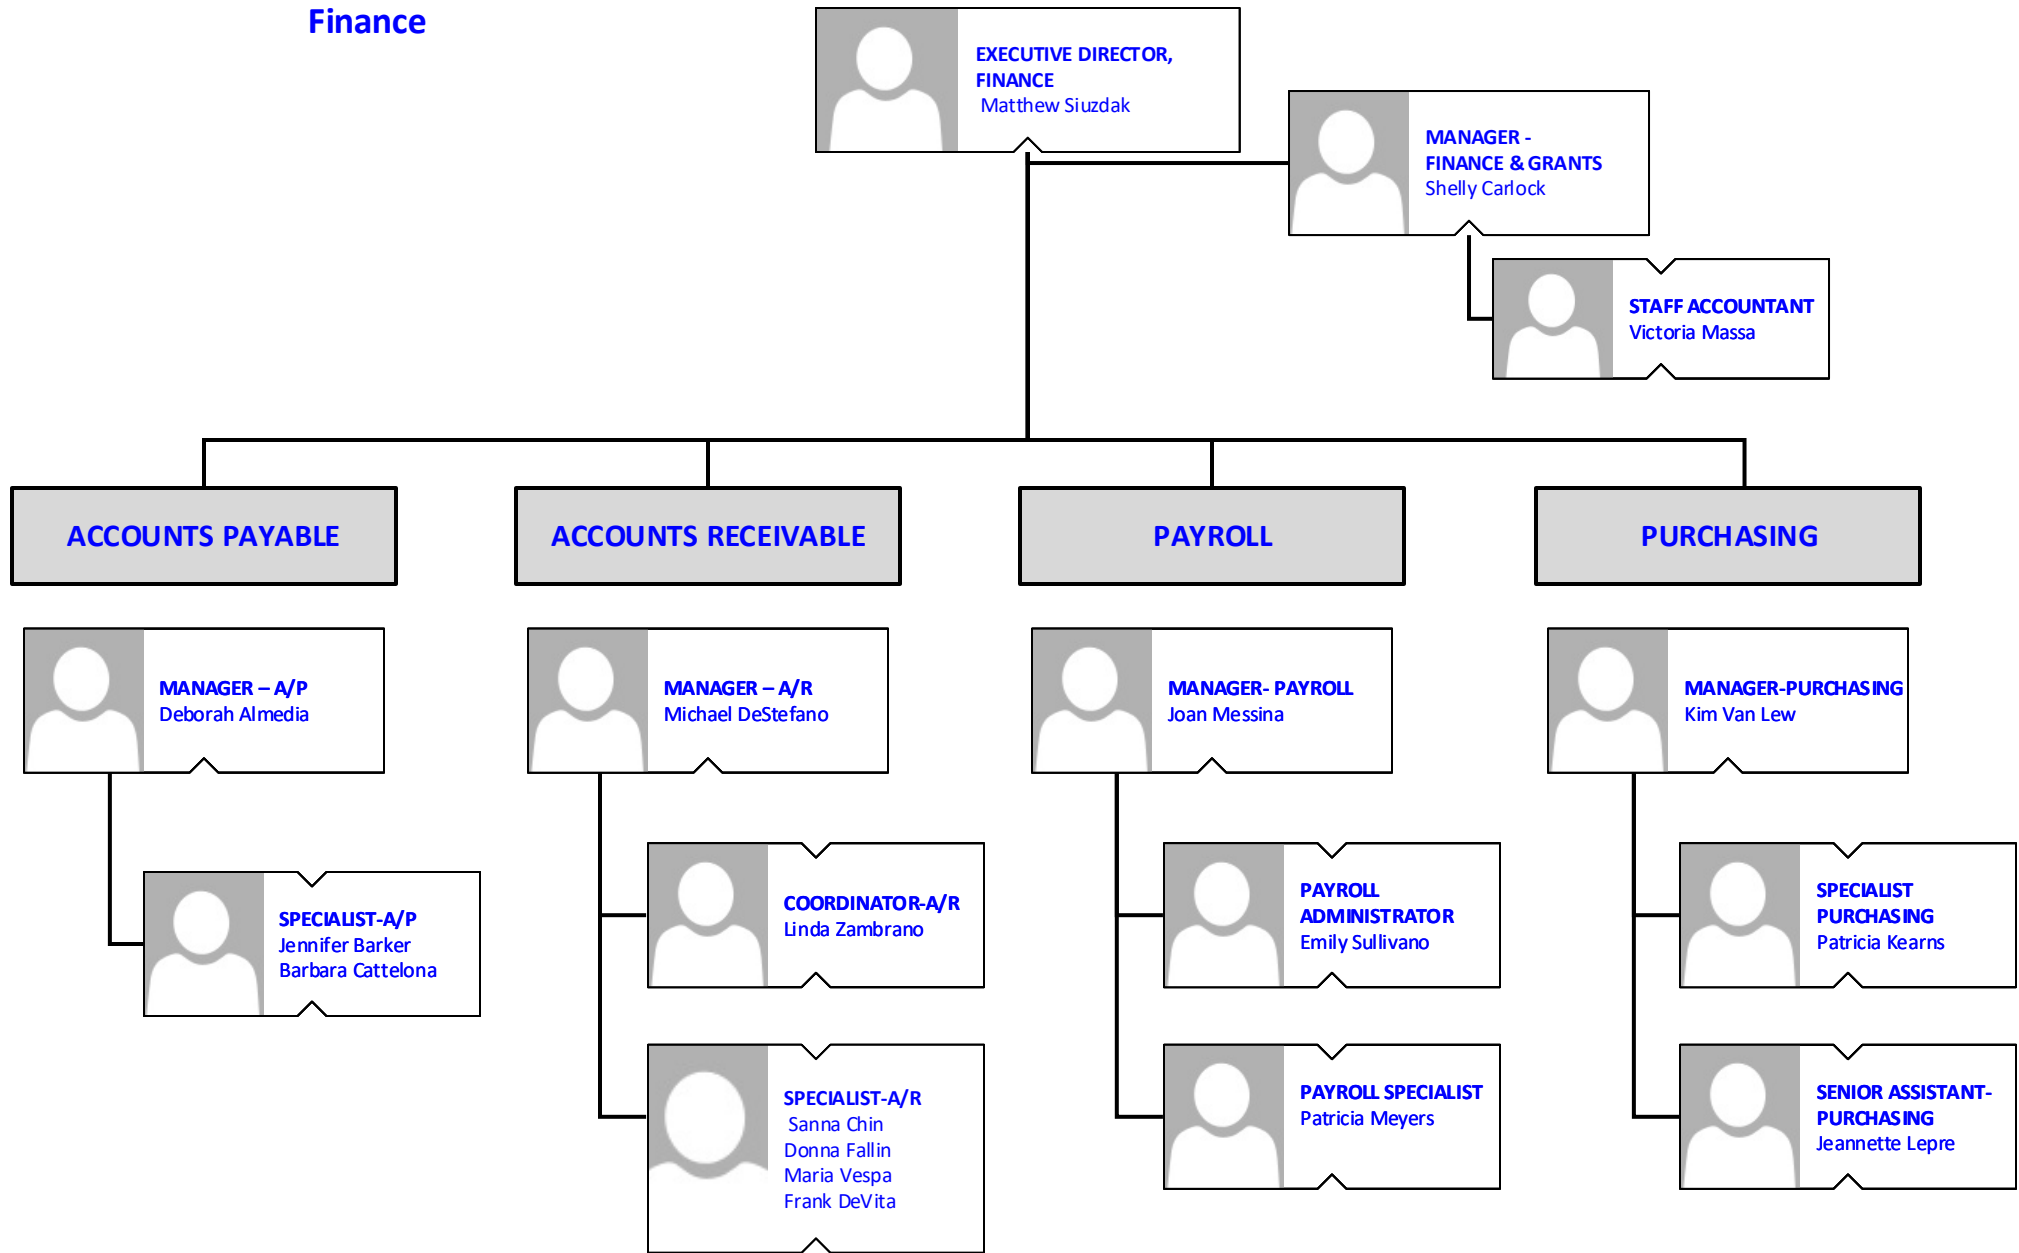 Finance
EXECUTIVE DIRECTOR,
FINANCE
Matthew Siuzdak
MANAGER -
FINANCE & GRANTS
Shelly Carlock
STAFF ACCOUNTANT
Victoria Massa
ACCOUNTS PAYABLE
ACCOUNTS RECEIVABLE
PAYROLL
PURCHASING
MANAGER – A/P
Deborah Almedia
MANAGER – A/R
Michael DeStefano
MANAGER- PAYROLL
Joan Messina
MANAGER-PURCHASING
Kim Van Lew
SPECIALIST-A/P
Jennifer Barker
Barbara Cattelona
COORDINATOR-A/R
Linda Zambrano
PAYROLL
ADMINISTRATOR
Emily Sullivano
SPECIALIST
PURCHASING
Patricia Kearns
SPECIALIST-A/R
Sanna Chin
Donna Fallin
Maria Vespa
Frank DeVita
PAYROLL SPECIALIST
Patricia Meyers
SENIOR ASSISTANT-
PURCHASING
Jeannette Lepre